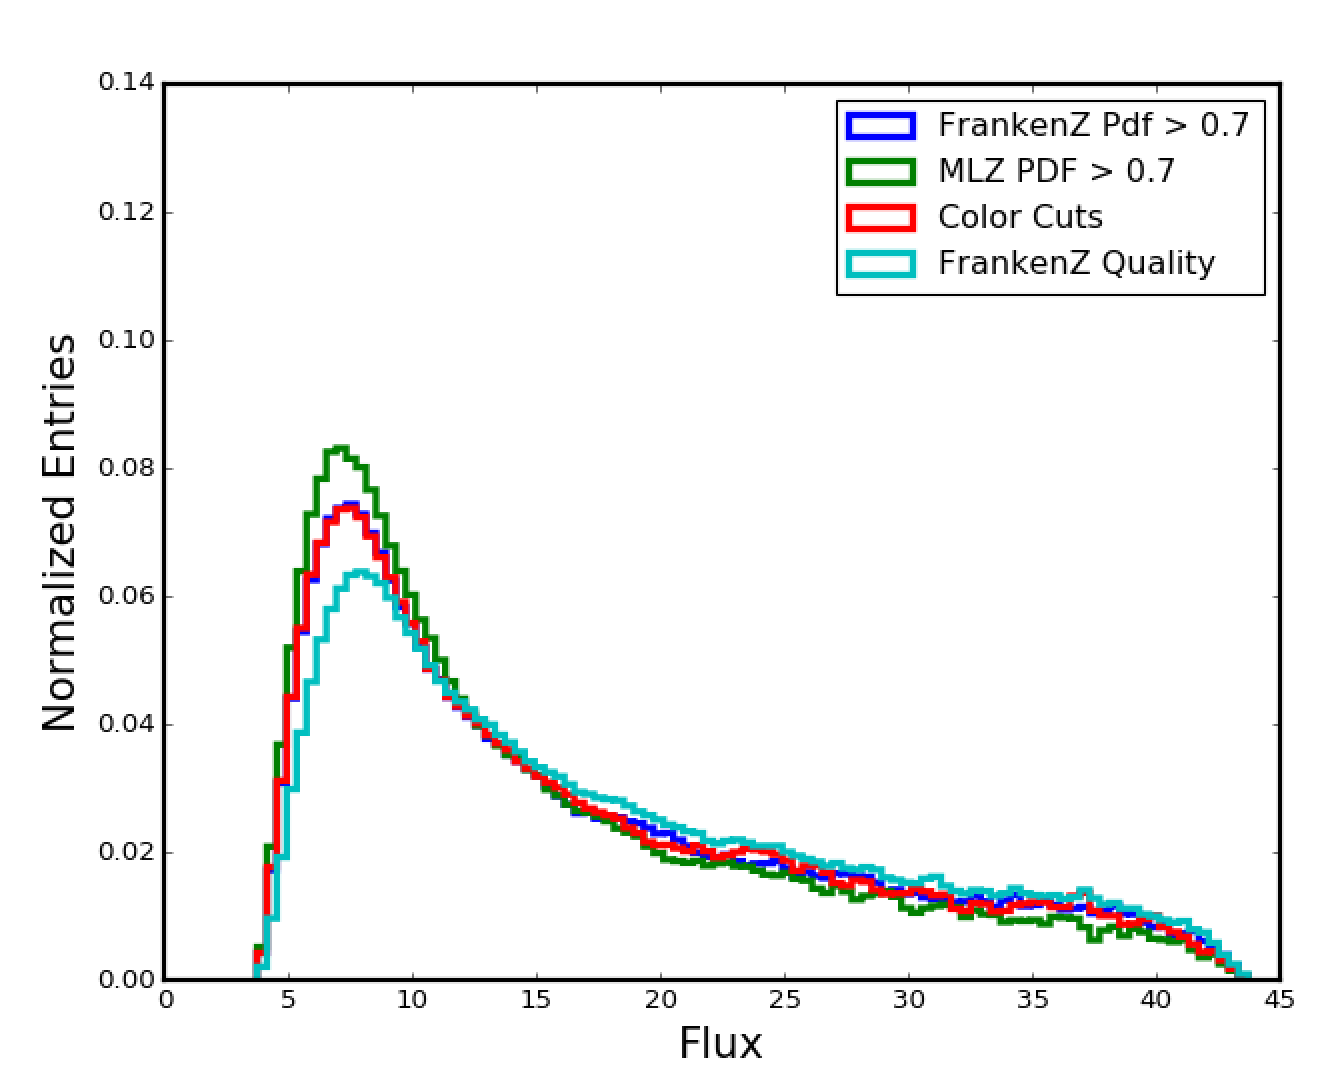 0.14
0.12
0.10
0.08
0.06
0.04
0.02
0.00
Normalized Entries
FrankenZ Pdf > 0.7
MLZ PDF > 0.7
Color Cuts
FrankenZ Quality
0 5 10 15 20 25 30 35 40 45
Flux